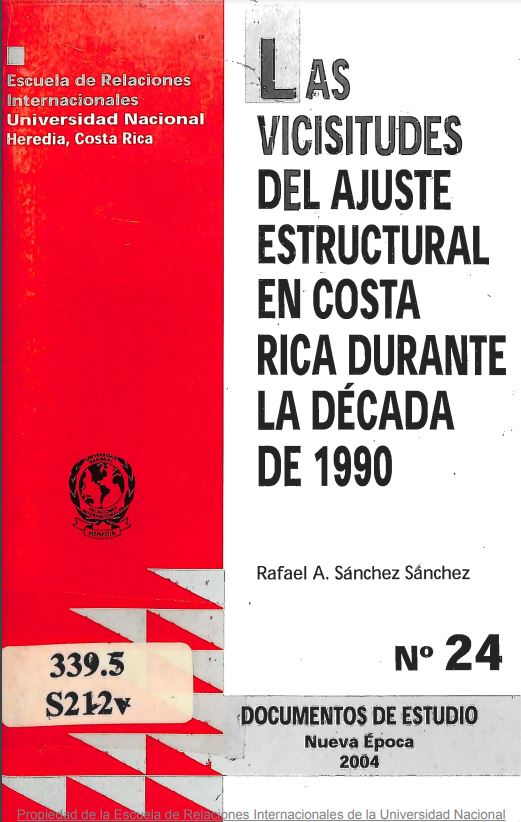 Escuela de Relaciones
Internacionales
Universidad Nacional
Heredia, Costa Rica
LAS
VICISITUDES
DEL AJUSTE
ESTRUCTURAL
EN COSTA
RICA DURANTE
LA DÉCADA
DE 1990
HEREDIA
Rafael A. Sánchez Sánchez
Nº 24
339.5
S212v
DOCUMENTOS DE ESTUDIO
Nueva Época
2004
Propiedad de la Escuela de Relaciones Internacionales de la Universidad Nacional